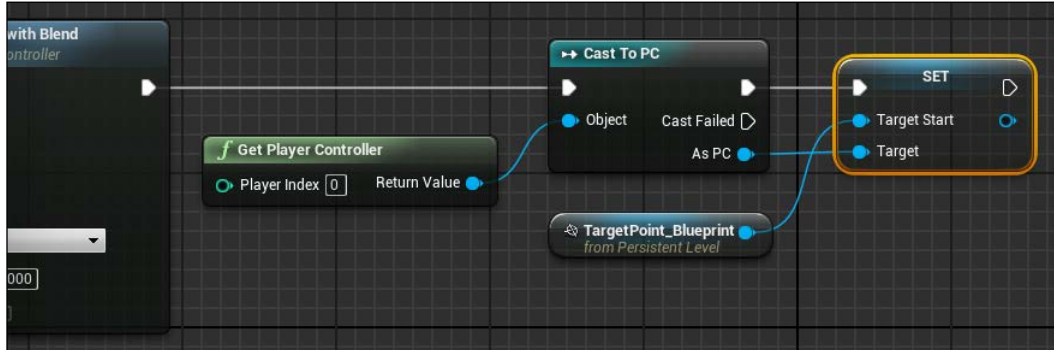 with Blend
ontroller
000
f Get Player Controller
Player Index 0 Return Value
Cast To PC
Object Cast Failed
As PC
TargetPoint_Blueprint
from Persistent Level
SET
Target Start
Target